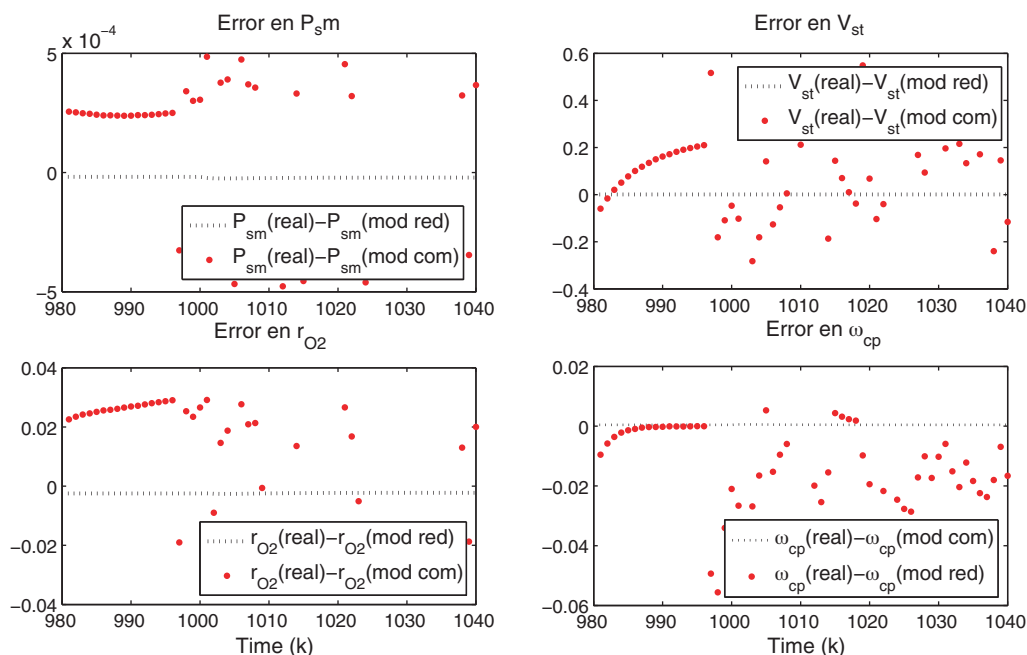 Error en P_sm
x 10^-4
5
0
-5
980 990 1000 1010 1020 1030 1040
P_sm(real)-P_sm(mod red)
P_sm(real)-P_sm(mod com)
Error en V_st
0.6
0.4
0.2
0
-0.2
-0.4
980 990 1000 1010 1020 1030 1040
V_st(real)-V_st(mod red)
V_st(real)-V_st(mod com)
Error en r_O2
0.04
0.02
0
-0.02
-0.04
980 990 1000 1010 1020 1030 1040
r_O2(real)-r_O2(mod red)
r_O2(real)-r_O2(mod com)
Time (k)
Error en ω_cp
0.02
0
-0.02
-0.04
-0.06
980 990 1000 1010 1020 1030 1040
ω_cp(real)-ω_cp(mod com)
ω_cp(real)-ω_cp(mod red)
Time (k)